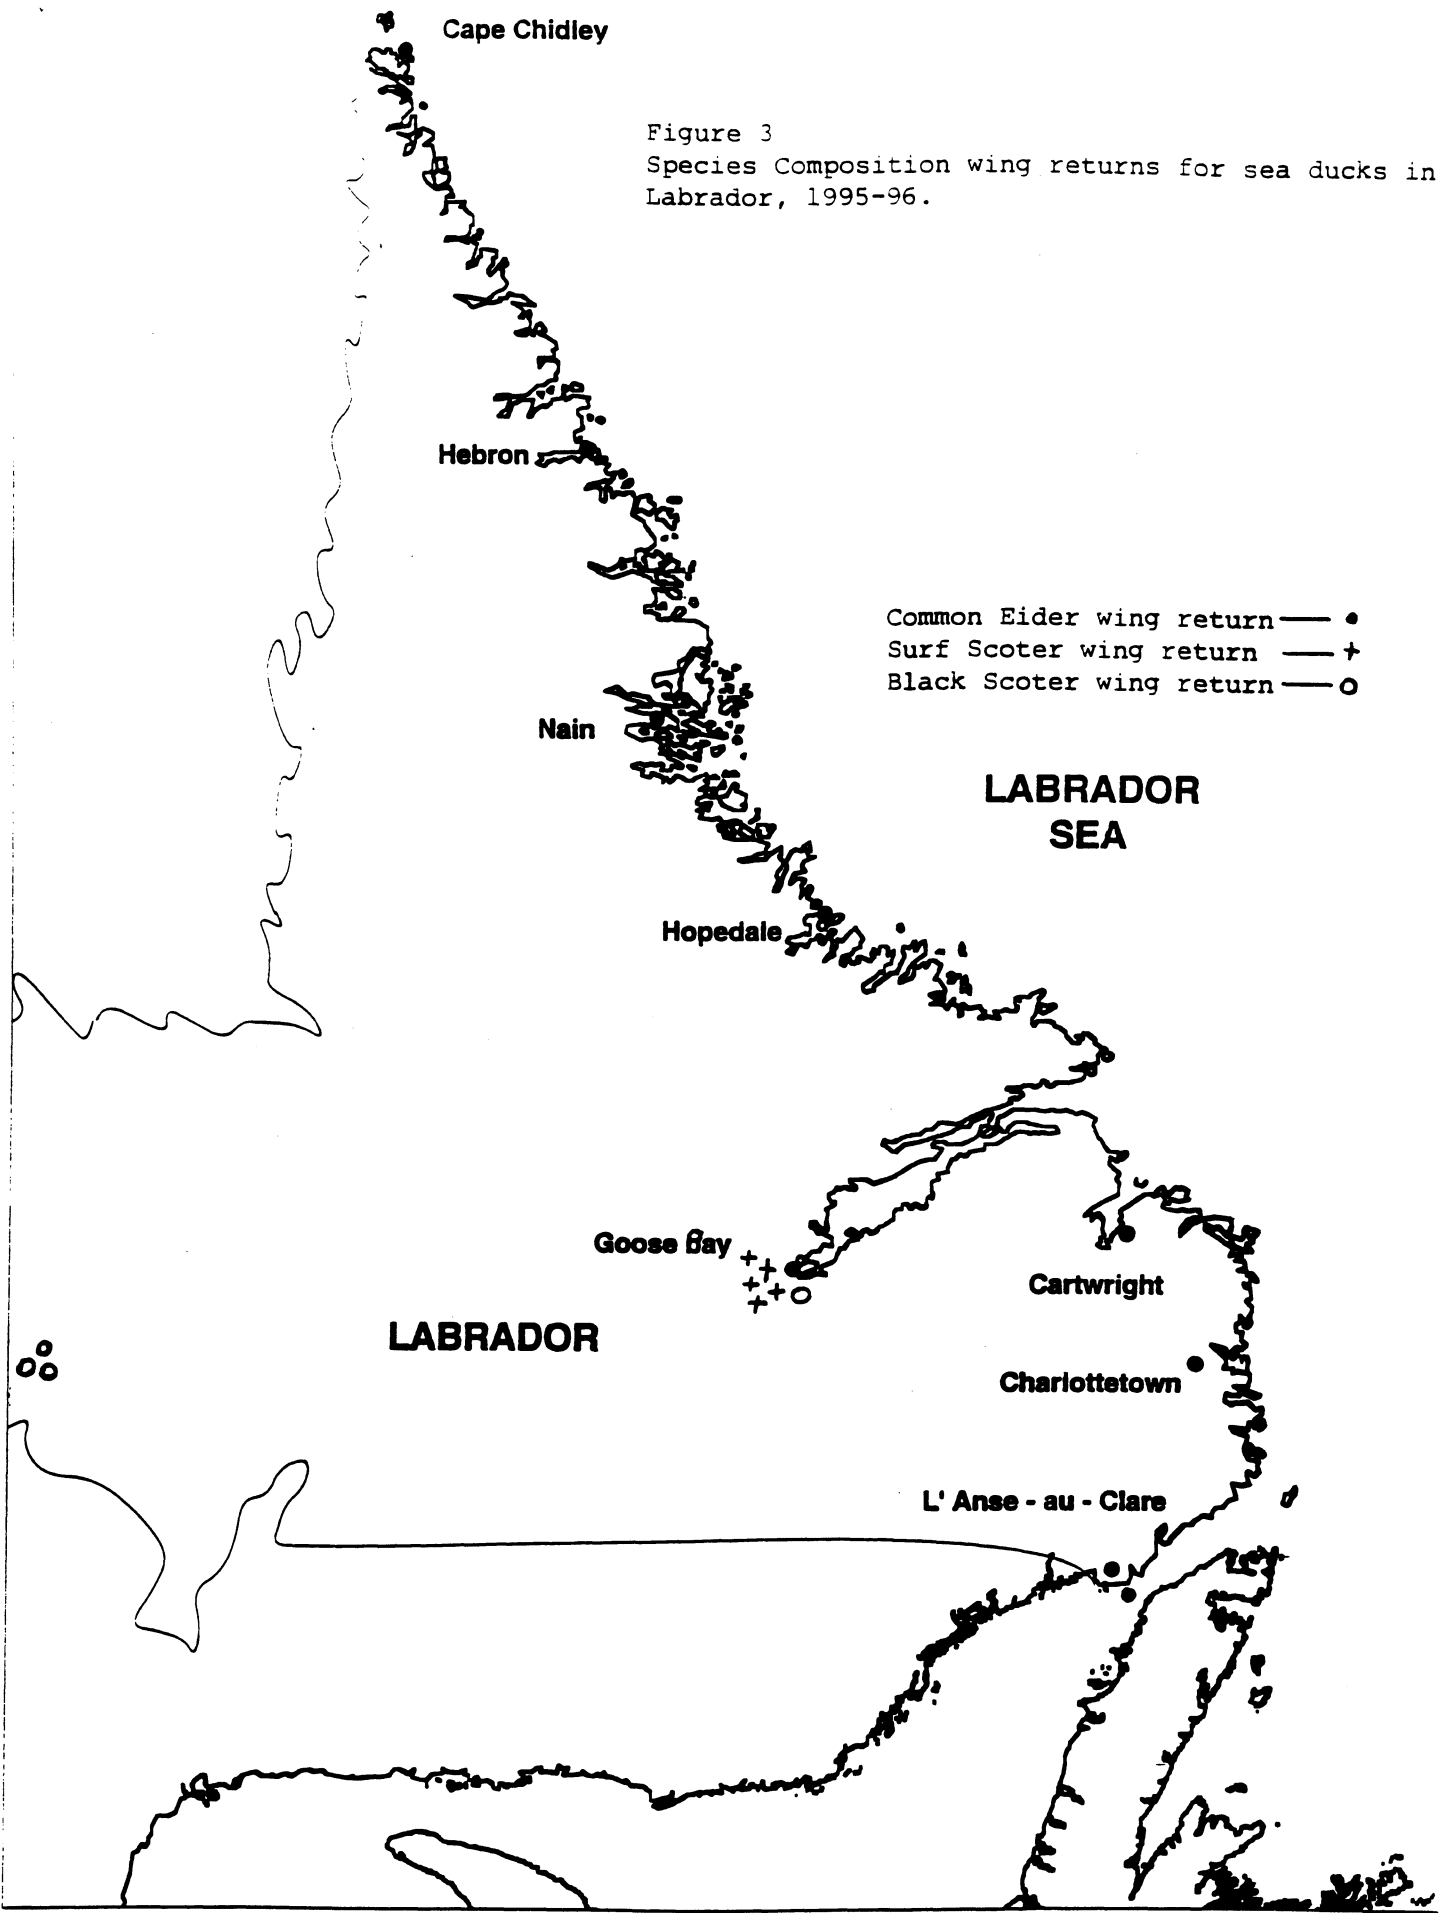 Cape Chidley
Figure 3
Species Composition wing returns for sea ducks in
Labrador, 1995-96.
Hebron
Common Eider wing return
Surf Scoter wing return
Black Scoter wing return
Nain
LABRADOR
SEA
Hopedale
Goose Bay
Cartwright
LABRADOR
Charlottetown
L' Anse - au - Clare